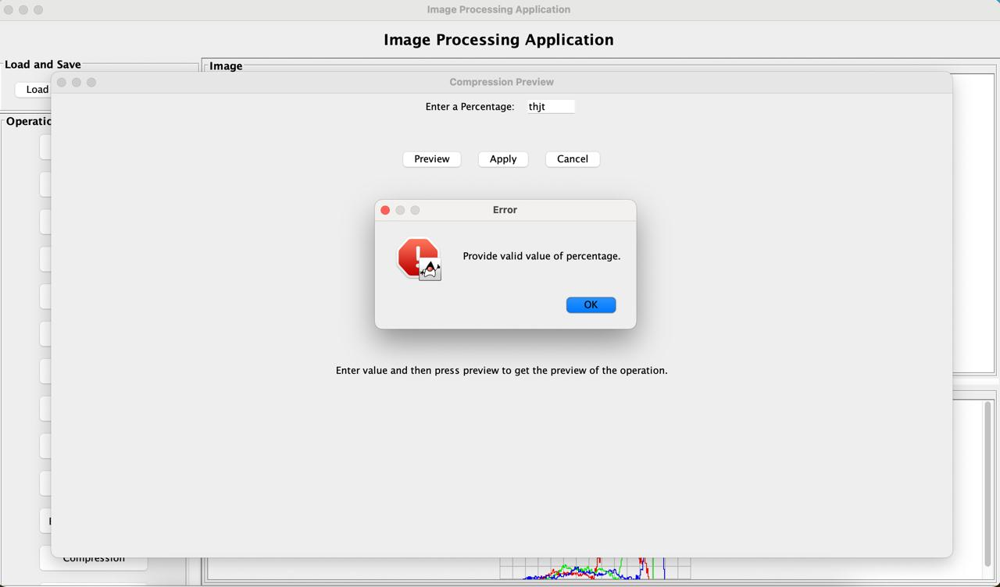 Image Processing Application
Image Processing Application
Load and Save
Image
Load
Compression Preview
Enter a Percentage: thjt
Operatio
Preview Apply Cancel
Error
Provide valid value of percentage.
OK
Enter value and then press preview to get the preview of the operation.
Compression